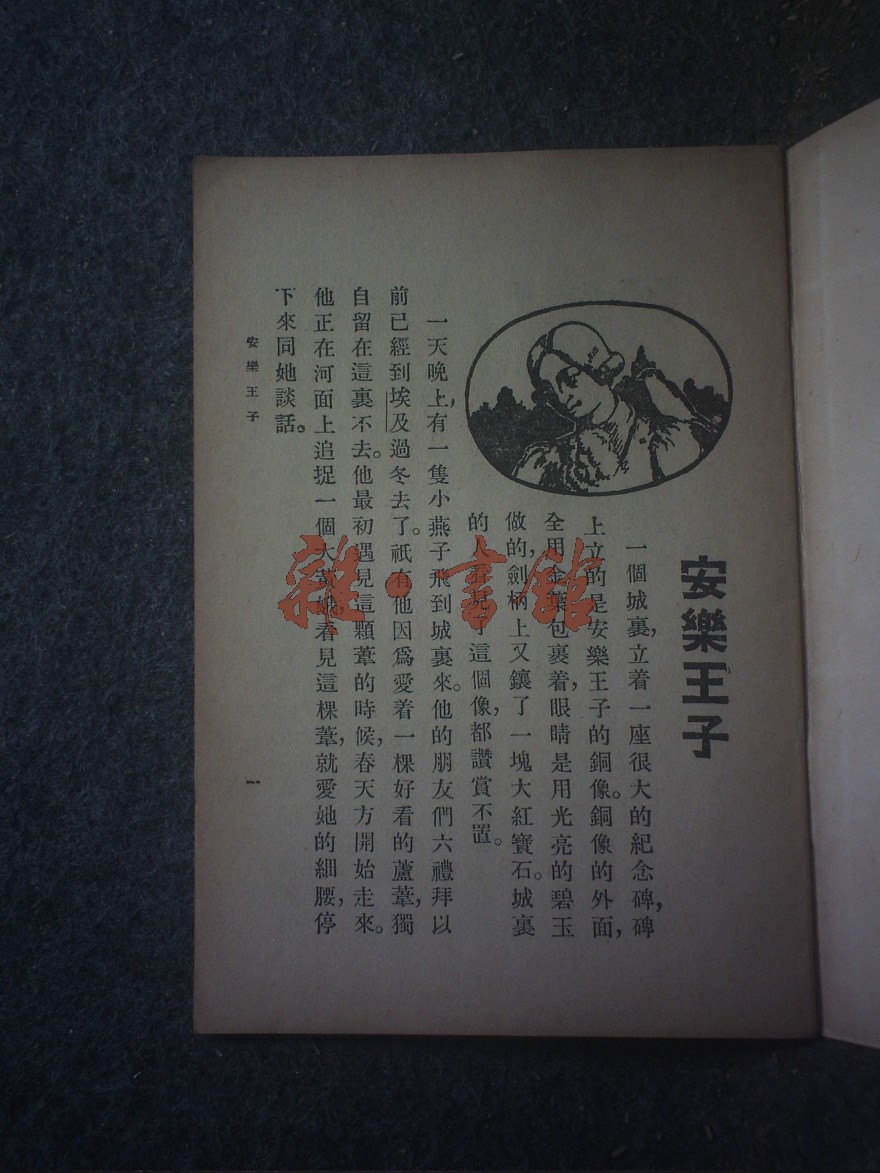 安樂王子
一個城裏，立着一座很大的紀念碑，碑
上立的是安樂王子的銅像。銅像的外面，
全用金葉包裹着，眼睛是用光亮的碧玉
做的，劍柄上又鑲了一塊大紅寶石。城裏
的人看見了這個像，都讚賞不置。
一天晚上，有一隻小燕子飛到城裏來。他的朋友們六禮拜以
前已經到埃及過冬去了。祇有他因爲愛着一棵好看的蘆葦，獨
自留在這裏不去。他最初遇見這顆葦的時候，春天方開始走來。
他正在河面上追捉一個大黃蛾，看見這棵葦，就愛她的細腰，停
下來同她談話。
安樂王子
一
雜·書館